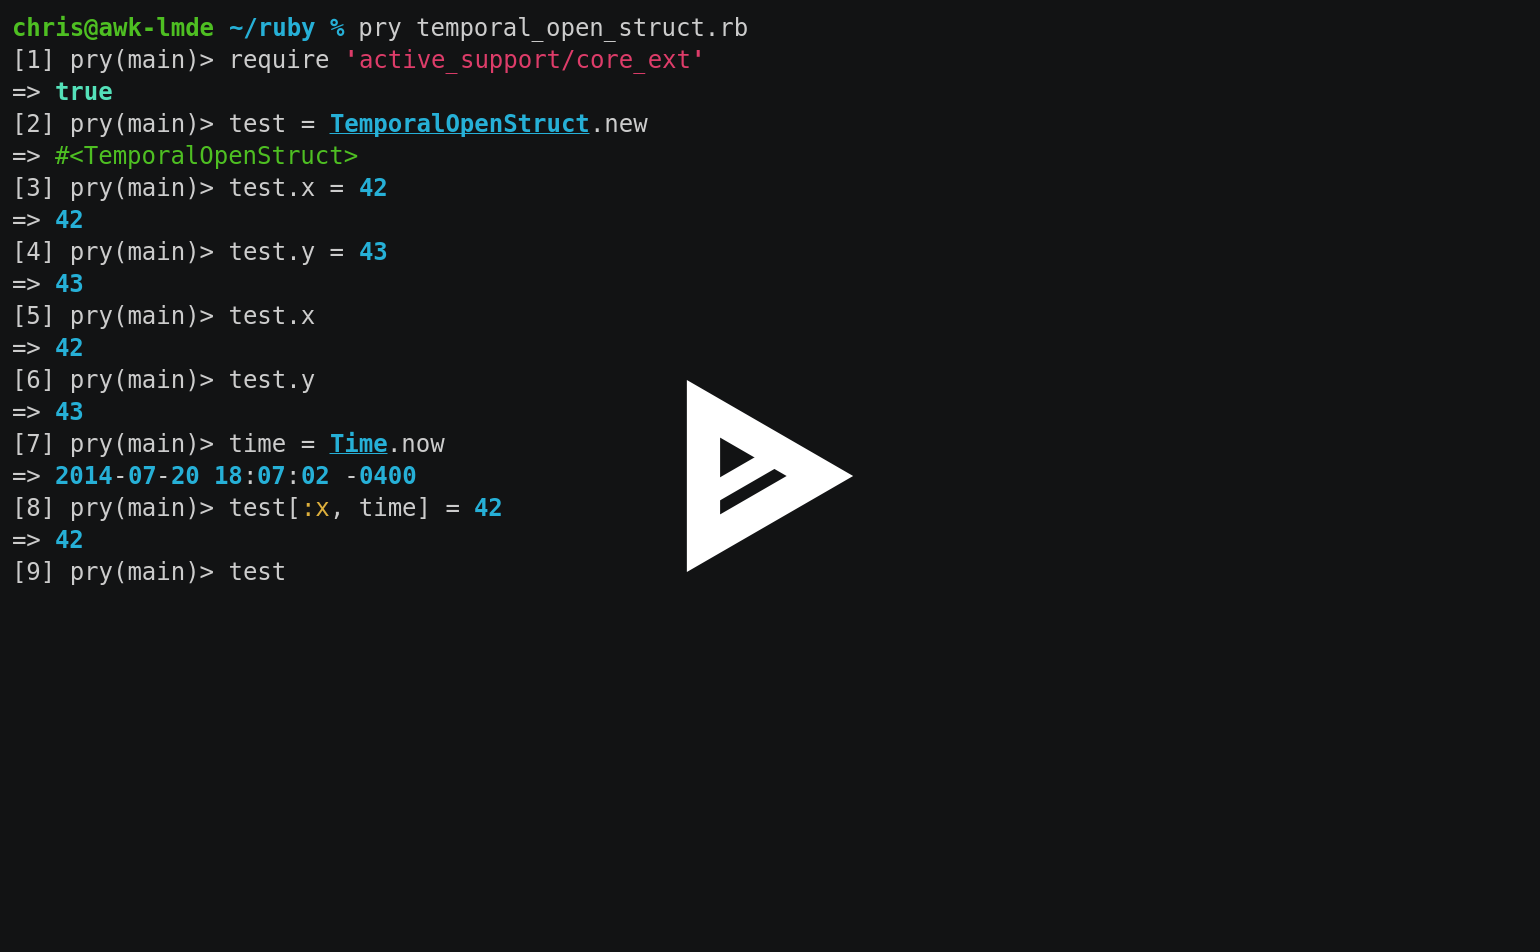 chris@awk-lmde ~/ruby % pry temporal_open_struct.rb
[1] pry(main)> require 'active_support/core_ext'
=> true
[2] pry(main)> test = TemporalOpenStruct.new
=> #<TemporalOpenStruct>
[3] pry(main)> test.x = 42
=> 42
[4] pry(main)> test.y = 43
=> 43
[5] pry(main)> test.x
=> 42
[6] pry(main)> test.y
=> 43
[7] pry(main)> time = Time.now
=> 2014-07-20 18:07:02 -0400
[8] pry(main)> test[:x, time] = 42
=> 42
[9] pry(main)> test